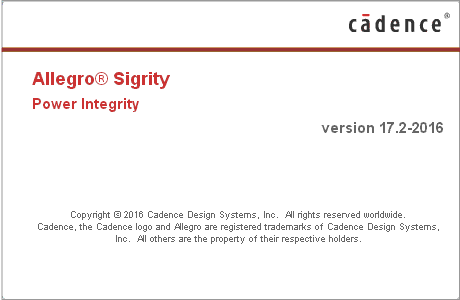 cādence®
Allegro® Sigrity
Power Integrity
version 17.2-2016
Copyright © 2016 Cadence Design Systems, Inc. All rights reserved worldwide.
Cadence, the Cadence logo and Allegro are registered trademarks of Cadence Design Systems,
Inc. All others are the property of their respective holders.